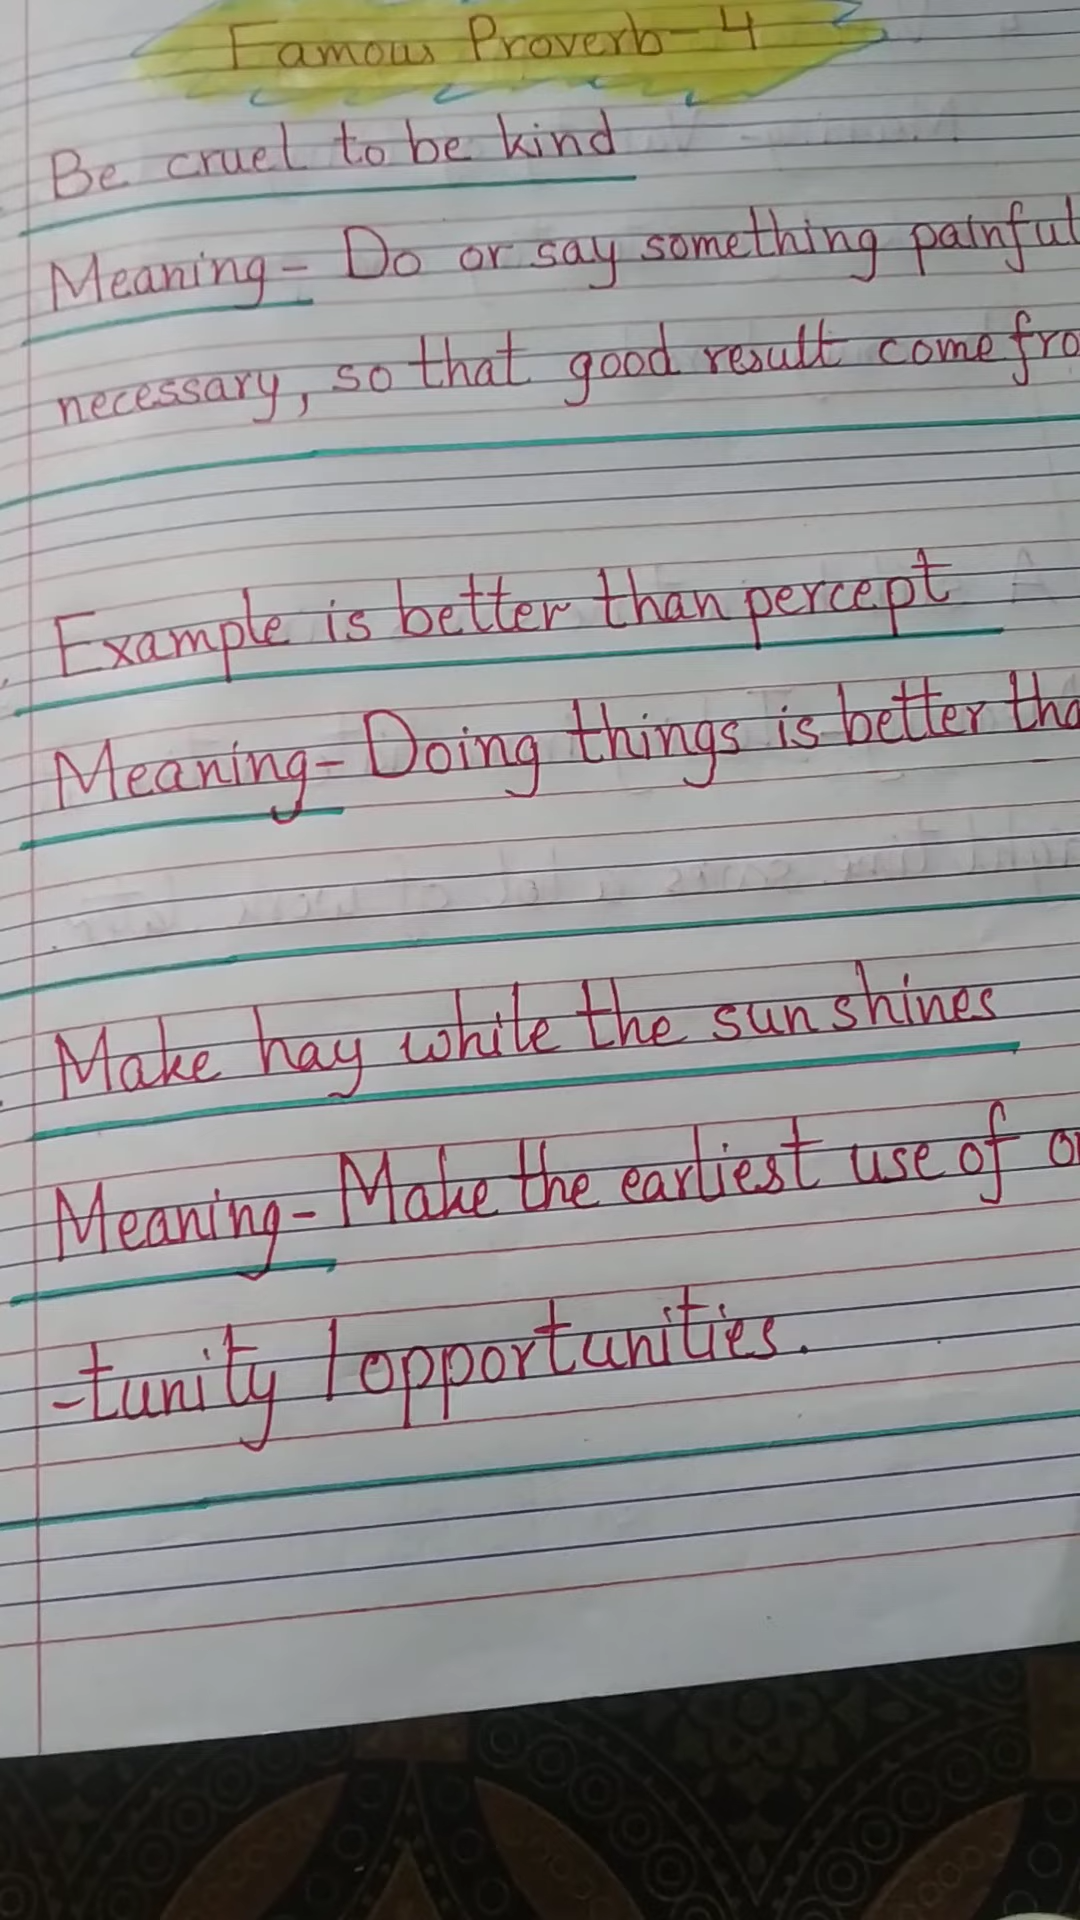 Famous Proverb-4
Be cruel to be kind
Meaning- Do or say something painful
necessary, so that good result come fro
Example is better than percept
Meaning- Doing things is better tha
Make hay while the sun shines
Meaning- Make the earliest use of o
-tunity / opportunities.